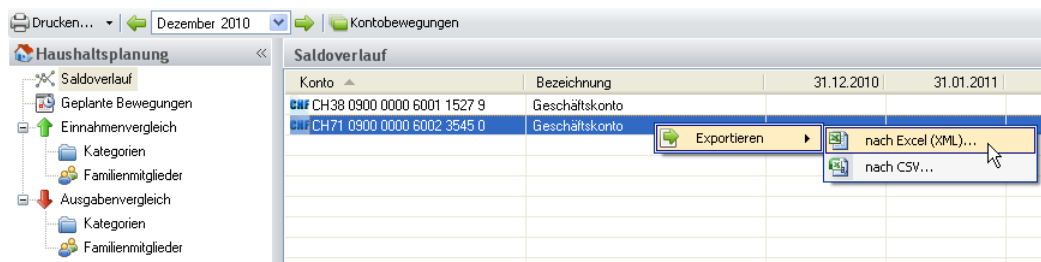 Drucken... Dezember 2010 Kontobewegungen
Haushaltsplanung « Saldoverlauf
Saldoverlauf
Geplante Bewegungen
Einnahmenvergleich
Kategorien
Familienmitglieder
Ausgabenvergleich
Kategorien
Familienmitglieder
Konto Bezeichnung 31.12.2010 31.01.2011
CHF CH38 0900 0000 6001 1527 9 Geschäftskonto
CHF CH71 0900 0000 6002 3545 0 Geschäftskonto
Exportieren
nach Excel (XML)...
nach CSV...